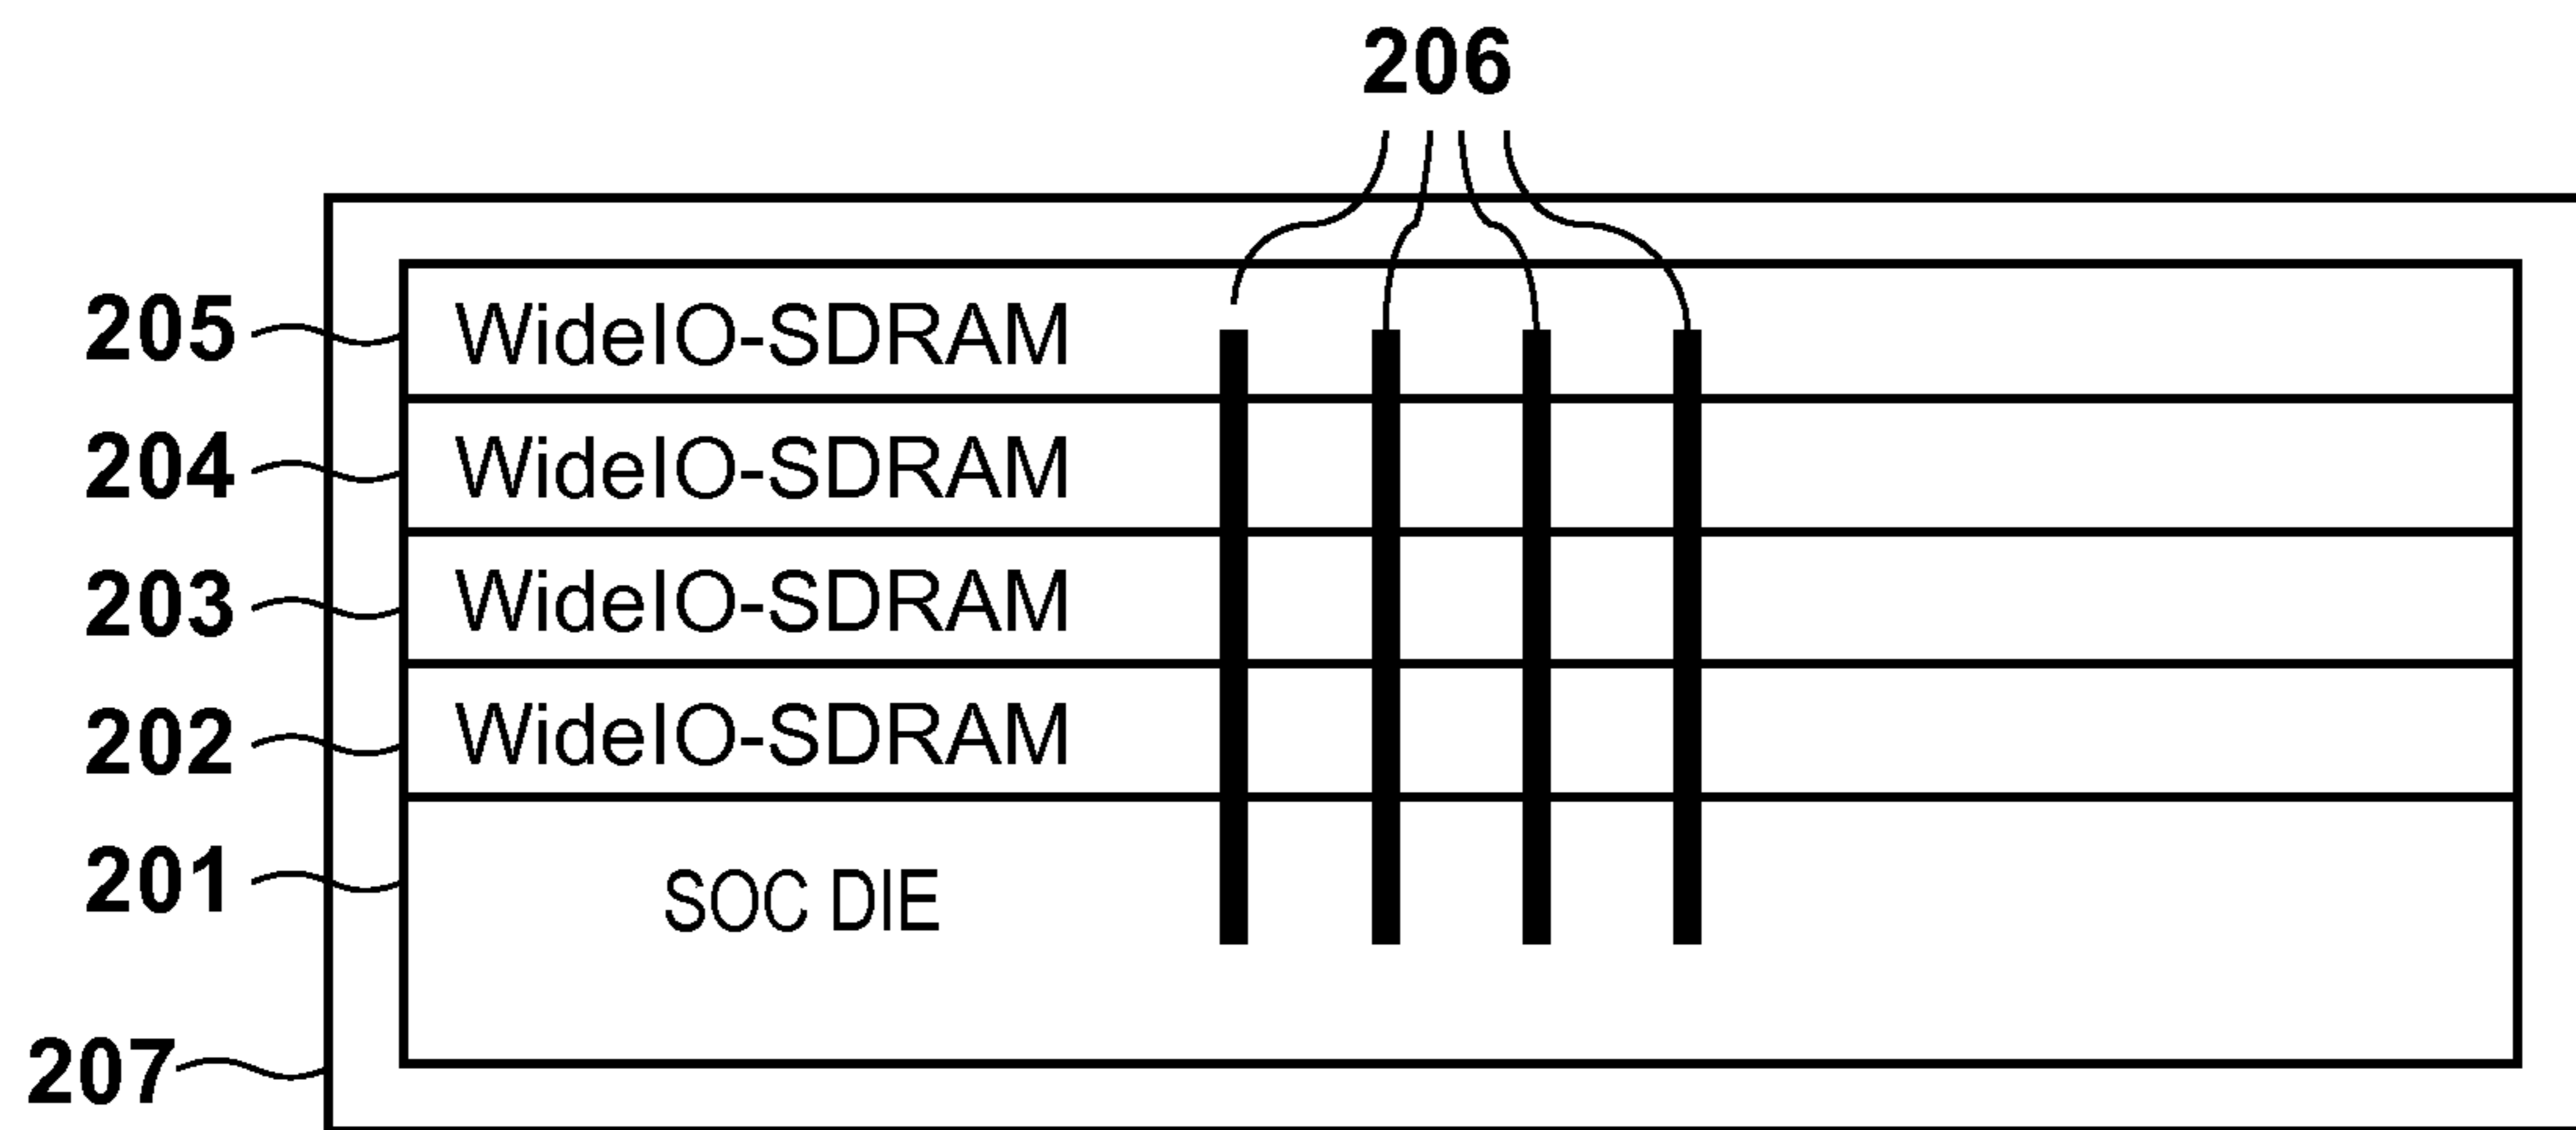 206
205 WideIO-SDRAM
204 WideIO-SDRAM
203 WideIO-SDRAM
202 WideIO-SDRAM
201 SOC DIE
207